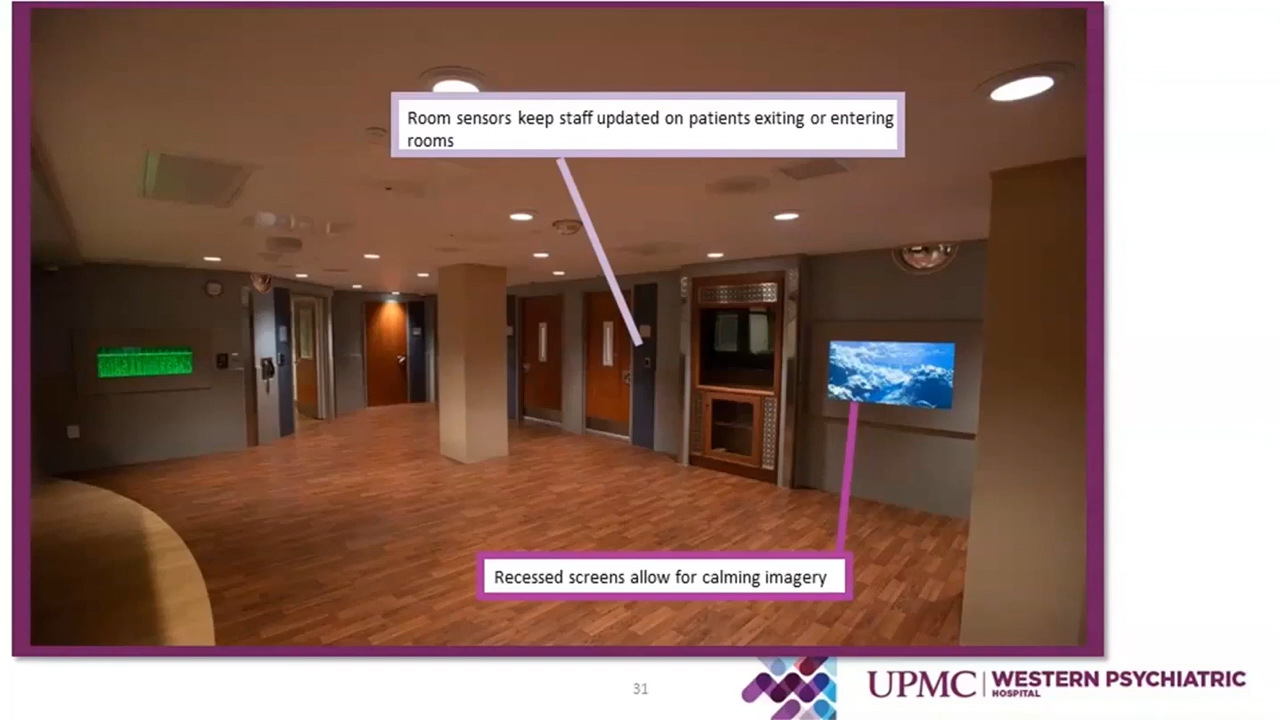 Room sensors keep staff updated on patients exiting or entering
rooms
Recessed screens allow for calming imagery
31
UPMC WESTERN PSYCHIATRIC
HOSPITAL